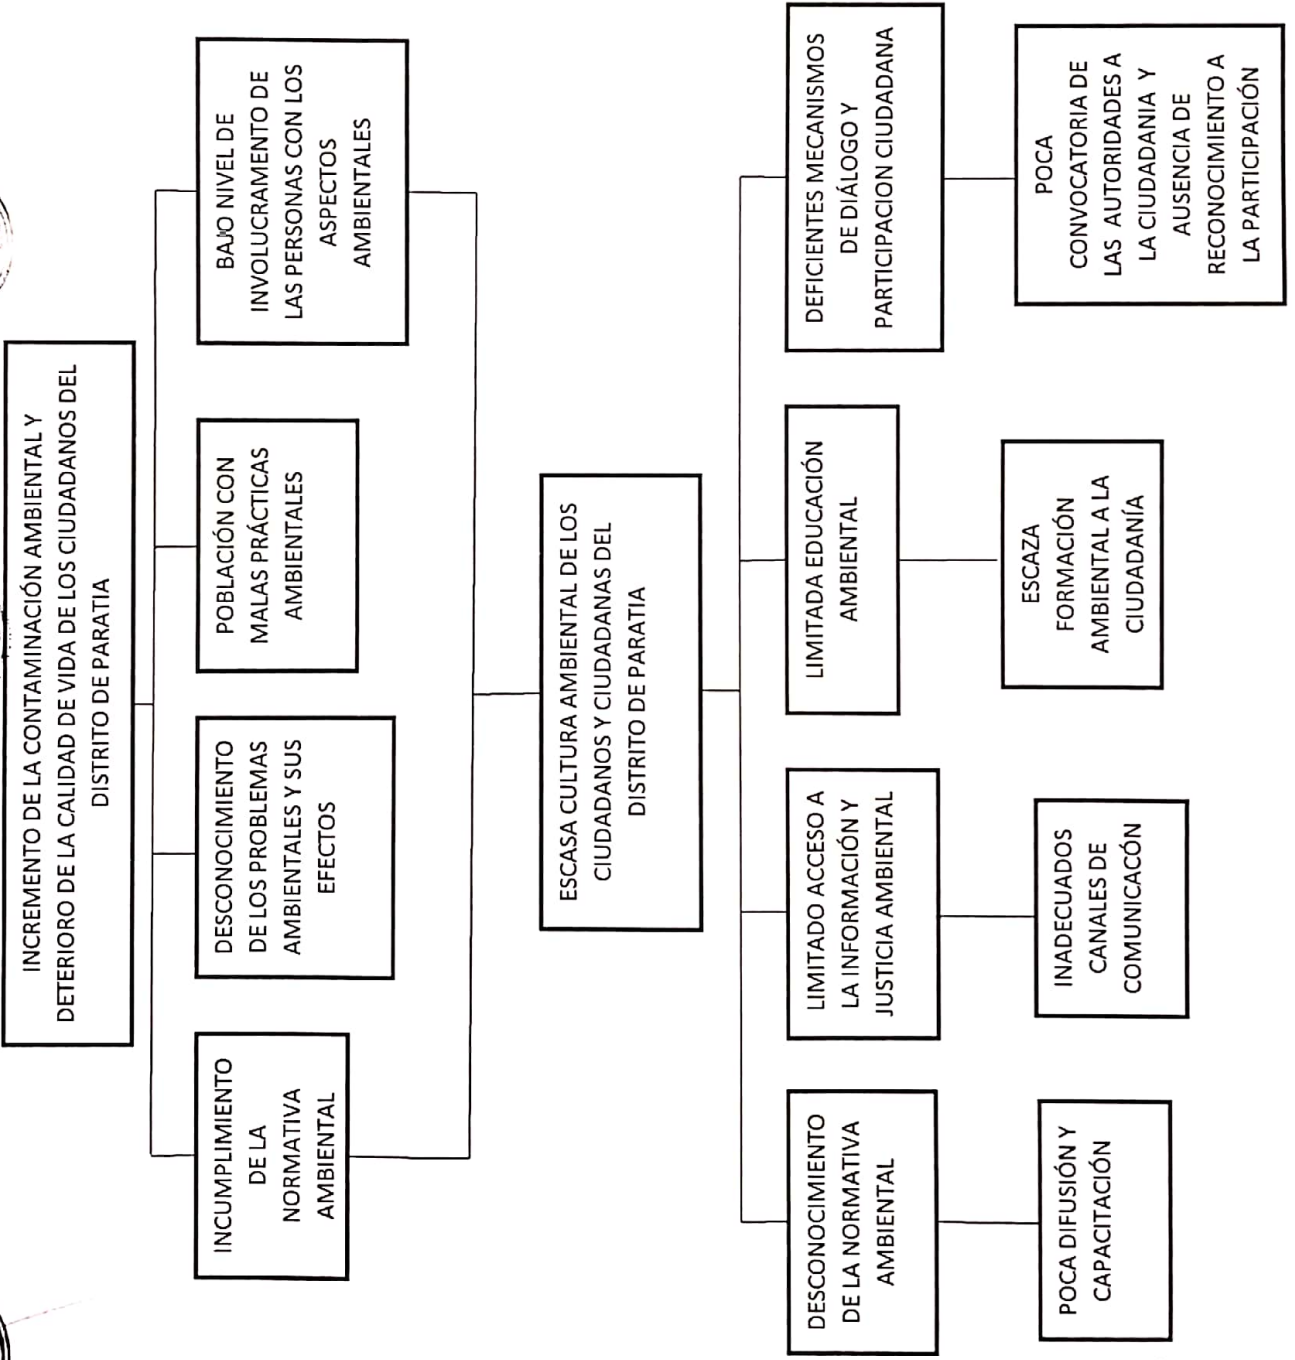 INCREMENTO DE LA CONTAMINACIÓN AMBIENTAL Y
DETERIORO DE LA CALIDAD DE VIDA DE LOS CIUDADANOS DEL
DISTRITO DE PARATIA
INCUMPLIMIENTO
DE LA
NORMATIVA
AMBIENTAL
DESCONOCIMIENTO
DE LOS PROBLEMAS
AMBIENTALES Y SUS
EFECTOS
POBLACIÓN CON
MALAS PRÁCTICAS
AMBIENTALES
BAJO NIVEL DE
INVOLUCRAMENTO DE
LAS PERSONAS CON LOS
ASPECTOS
AMBIENTALES
ESCASA CULTURA AMBIENTAL DE LOS
CIUDADANOS Y CIUDADANAS DEL
DISTRITO DE PARATIA
DESCONOCIMIENTO
DE LA NORMATIVA
AMBIENTAL
LIMITADO ACCESO A
LA INFORMACIÓN Y
JUSTICIA AMBIENTAL
LIMITADA EDUCACIÓN
AMBIENTAL
DEFICIENTES MECANISMOS
DE DIÁLOGO Y
PARTICIPACION CIUDADANA
POCA DIFUSIÓN Y
CAPACITACIÓN
INADECUADOS
CANALES DE
COMUNICACÓN
ESCAZA
FORMACIÓN
AMBIENTAL A LA
CIUDADANÍA
POCA
CONVOCATORIA DE
LAS AUTORIDADES A
LA CIUDADANIA Y
AUSENCIA DE
RECONOCIMIENTO A
LA PARTICIPACIÓN